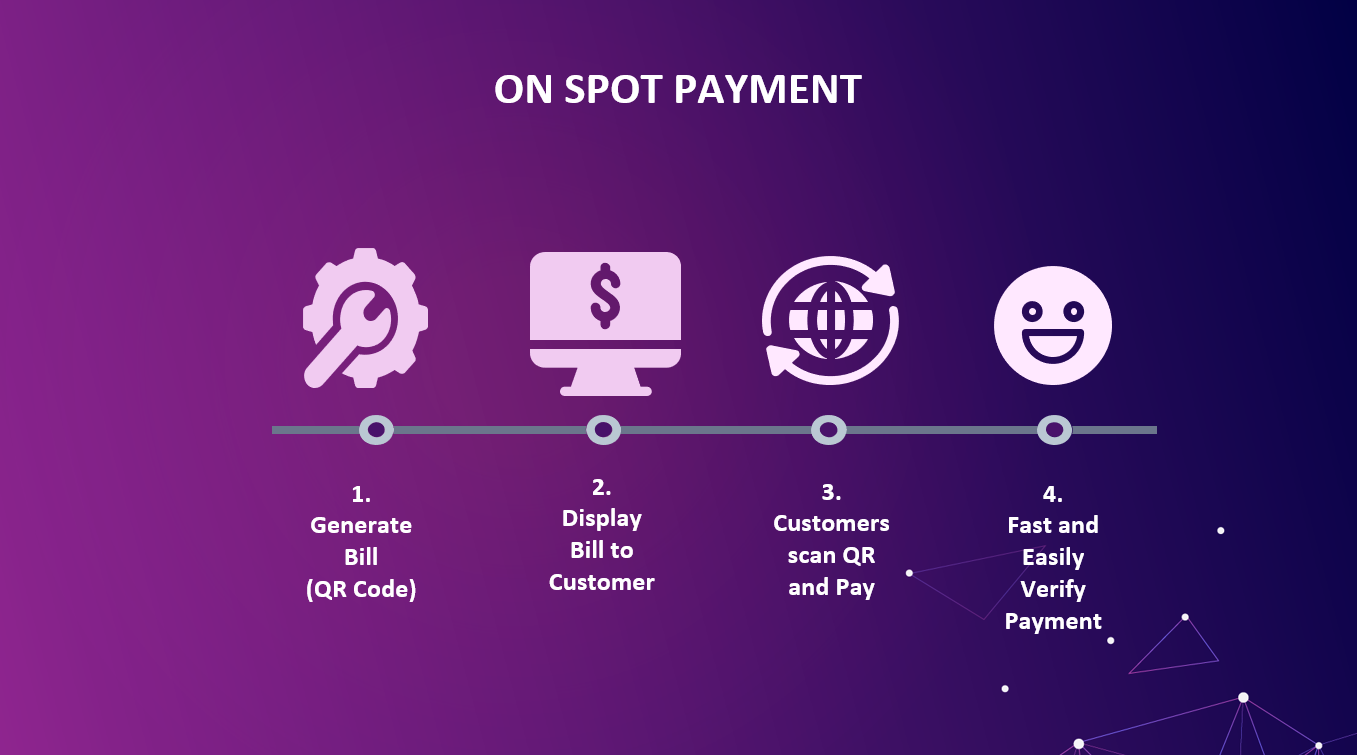 ON SPOT PAYMENT
$
1.
Generate
Bill
(QR Code)
2.
Display
Bill to
Customer
3.
Customers
scan QR
and Pay
4.
Fast and
Easily
Verify
Payment